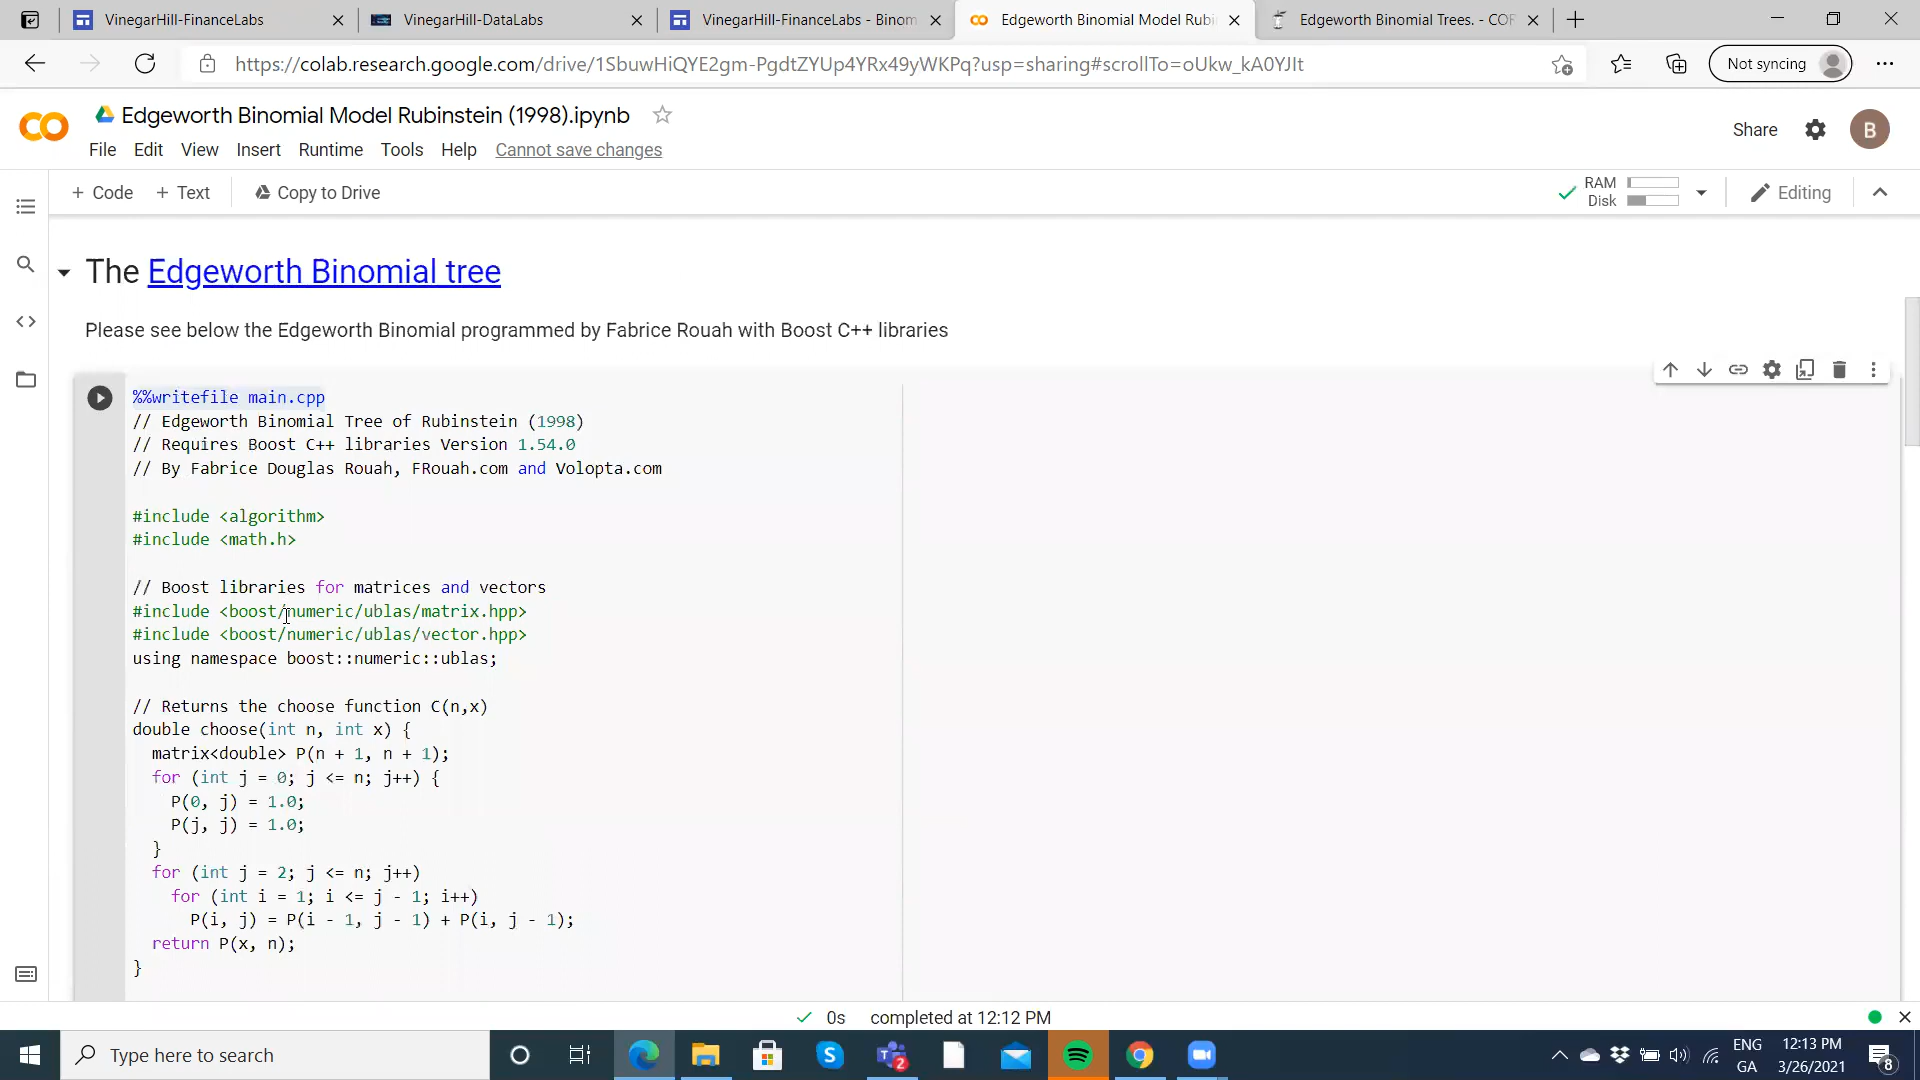 VinegarHill-FinanceLabs
VinegarHill-DataLabs
VinegarHill-FinanceLabs - Binom
Edgeworth Binomial Model Rubi
Edgeworth Binomial Trees. - COR
https://colab.research.google.com/drive/1SbuwHiQYE2gm-PgdtZYUp4YRx49yWKPq?usp=sharing#scrollTo=oUkw_kA0YJIt
Not syncing
Edgeworth Binomial Model Rubinstein (1998).ipynb
Share
B
File Edit View Insert Runtime Tools Help Cannot save changes
+ Code + Text Copy to Drive
RAM
Disk
Editing
The Edgeworth Binomial tree
Please see below the Edgeworth Binomial programmed by Fabrice Rouah with Boost C++ libraries
%%writefile main.cpp
// Edgeworth Binomial Tree of Rubinstein (1998)
// Requires Boost C++ libraries Version 1.54.0
// By Fabrice Douglas Rouah, FRouah.com and Volopta.com
#include <algorithm>
#include <math.h>
// Boost libraries for matrices and vectors
#include <boost/numeric/ublas/matrix.hpp>
#include <boost/numeric/ublas/vector.hpp>
using namespace boost::numeric::ublas;
// Returns the choose function C(n,x)
double choose(int n, int x) {
matrix<double> P(n + 1, n + 1);
for (int j = 0; j <= n; j++) {
P(0, j) = 1.0;
P(j, j) = 1.0;
}
for (int j = 2; j <= n; j++)
for (int i = 1; i <= j - 1; i++)
P(i, j) = P(i - 1, j - 1) + P(i, j - 1);
return P(x, n);
}
0s completed at 12:12 PM
Type here to search
2
ENG
GA
12:13 PM
3/26/2021
8